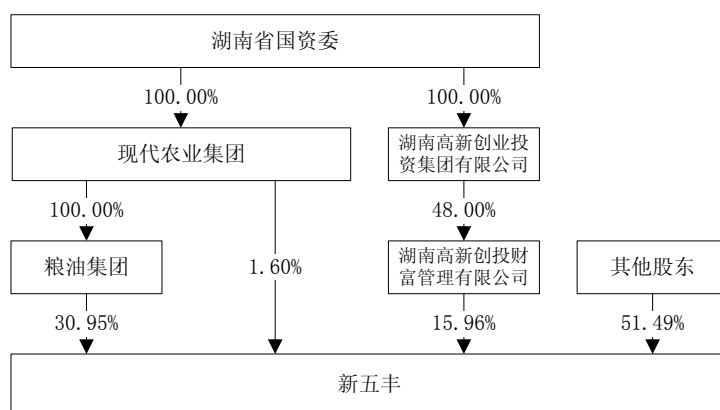 湖南省国资委
100.00%
100.00%
现代农业集团
湖南高新创业投
资集团有限公司
100.00%
48.00%
粮油集团
1.60%
湖南高新创投财
富管理有限公司
其他股东
30.95%
15.96%
51.49%
新五丰